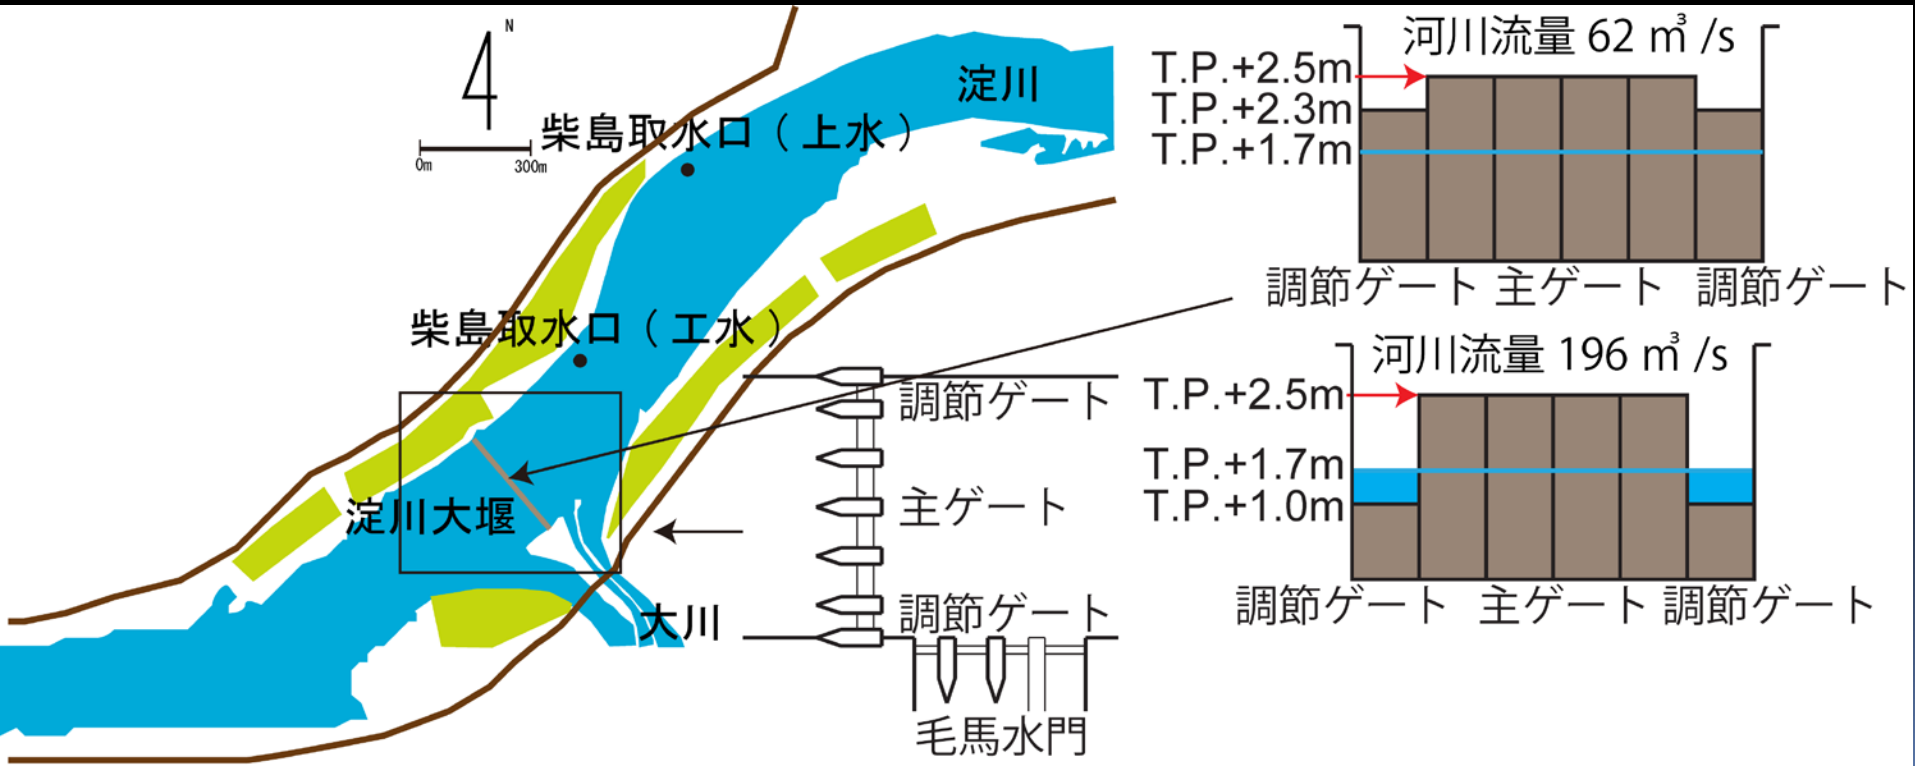 N
0m
300m
柴島取水口（上水）
淀川
柴島取水口（工水）
淀川大堰
大川
調節ゲート
主ゲート
調節ゲート
毛馬水門
河川流量 62 ㎥ /s
T.P.+2.5m
T.P.+2.3m
T.P.+1.7m
調節ゲート 主ゲート 調節ゲート
河川流量 196 ㎥ /s
T.P.+2.5m
T.P.+1.7m
T.P.+1.0m
調節ゲート 主ゲート 調節ゲート